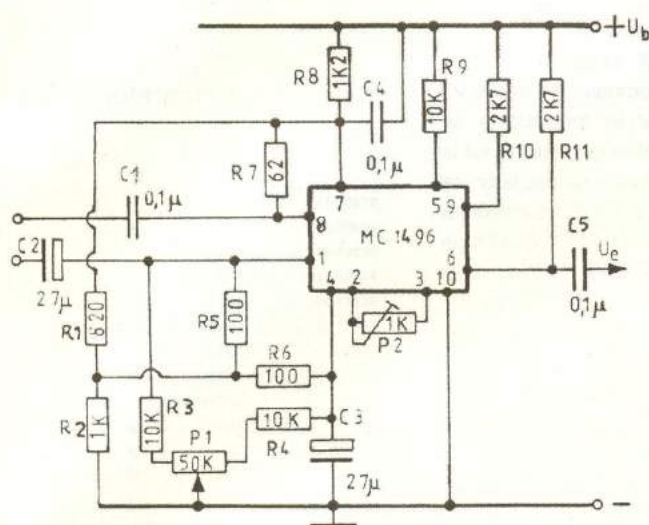 +Ub
R8
1K2
C4
0,1µ
R9
10K
2K7
R10
2K7
R11
R7
62
C1
0,1µ
7
5
9
8
MC 1496
6
1
4
2
3
10
C5
0,1µ
Ue
C2
27µ
R1
820
R5
100
1K
P2
R6
100
R2
1K
R3
10K
P1
50K
10K
R4
C3
27µ
−